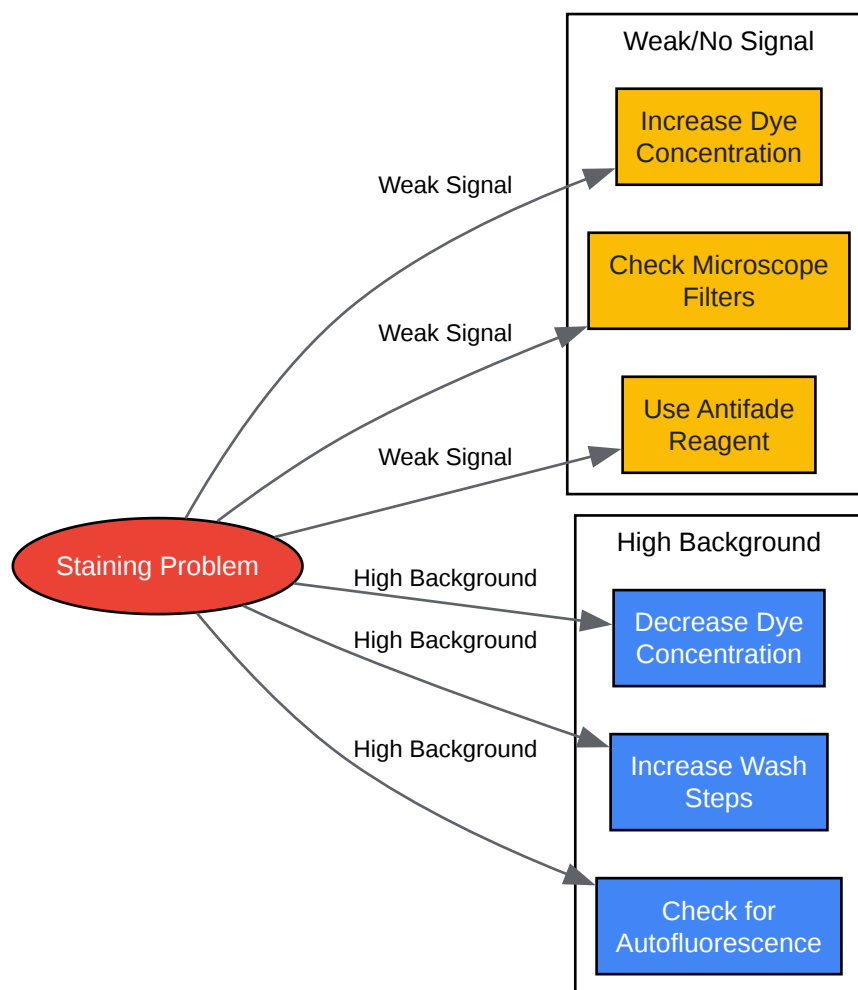 Weak/No Signal
Increase Dye
Concentration
Weak Signal
Check Microscope
Filters
Weak Signal
Use Antifade
Reagent
Weak Signal
Staining Problem
High Background
High Background
Decrease Dye
Concentration
High Background
Increase Wash
Steps
High Background
Check for
Autofluorescence